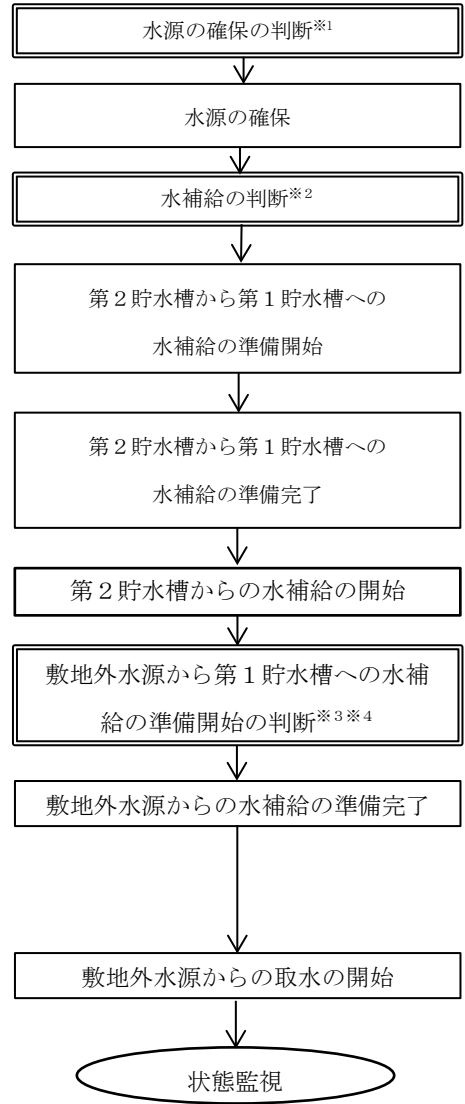 水源の確保の判断※1
水源の確保
水補給の判断※2
第２貯水槽から第１貯水槽への
水補給の準備開始
第２貯水槽から第１貯水槽への
水補給の準備完了
第２貯水槽からの水補給の開始
敷地外水源から第１貯水槽への水補
給の準備開始の判断※3※4
敷地外水源からの水補給の準備完了
敷地外水源からの取水の開始
状態監視